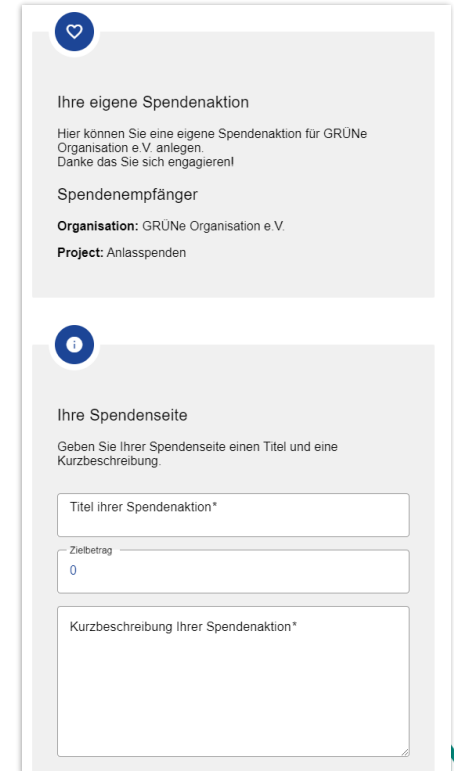 Ihre eigene Spendenaktion
Hier können Sie eine eigene Spendenaktion für GRÜNe
Organisation e.V. anlegen.
Danke das Sie sich engagieren!
Spendenempfänger
Organisation: GRÜNe Organisation e.V.
Project: Anlasspenden
Ihre Spendenseite
Geben Sie Ihrer Spendenseite einen Titel und eine
Kurzbeschreibung.
Titel ihrer Spendenaktion*
Zielbetrag
0
Kurzbeschreibung Ihrer Spendenaktion*